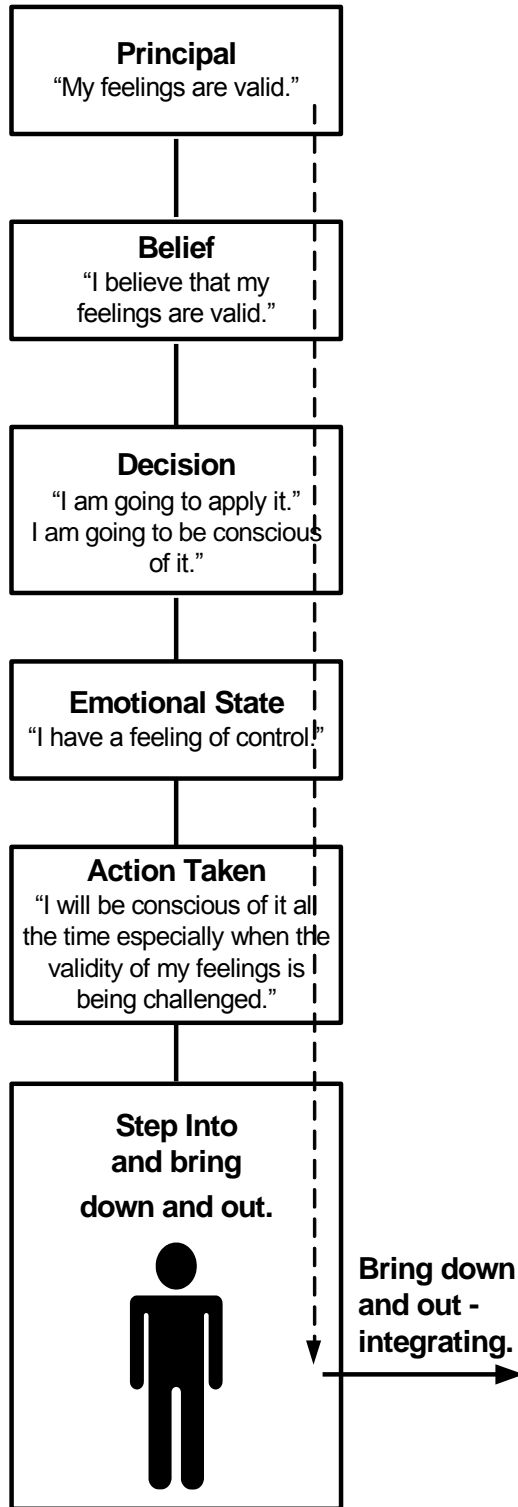 Principal
“My feelings are valid.”
Belief
“I believe that my
feelings are valid.”
Decision
“I am going to apply it.”
I am going to be conscious
of it.”
Emotional State
“I have a feeling of control.”
Action Taken
“I will be conscious of it all
the time especially when the
validity of my feelings is
being challenged.”
Step Into
and bring
down and out.
Bring down
and out -
integrating.